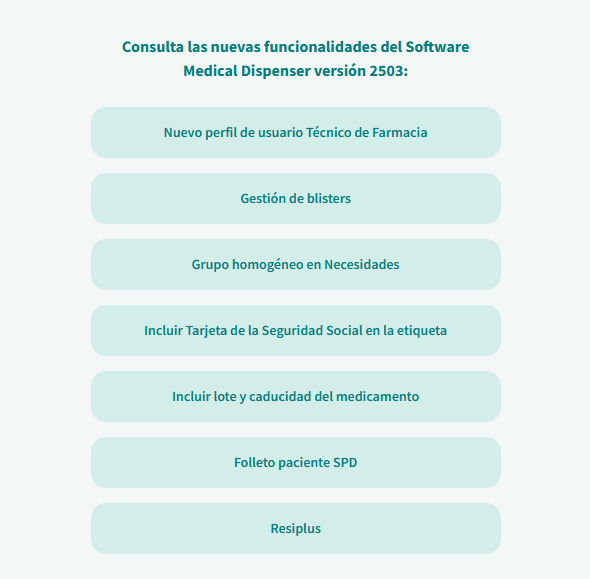 Consulta las nuevas funcionalidades del Software
Medical Dispenser versión 2503:
Nuevo perfil de usuario Técnico de Farmacia
Gestión de blisters
Grupo homogéneo en Necesidades
Incluir Tarjeta de la Seguridad Social en la etiqueta
Incluir lote y caducidad del medicamento
Folleto paciente SPD
Resiplus